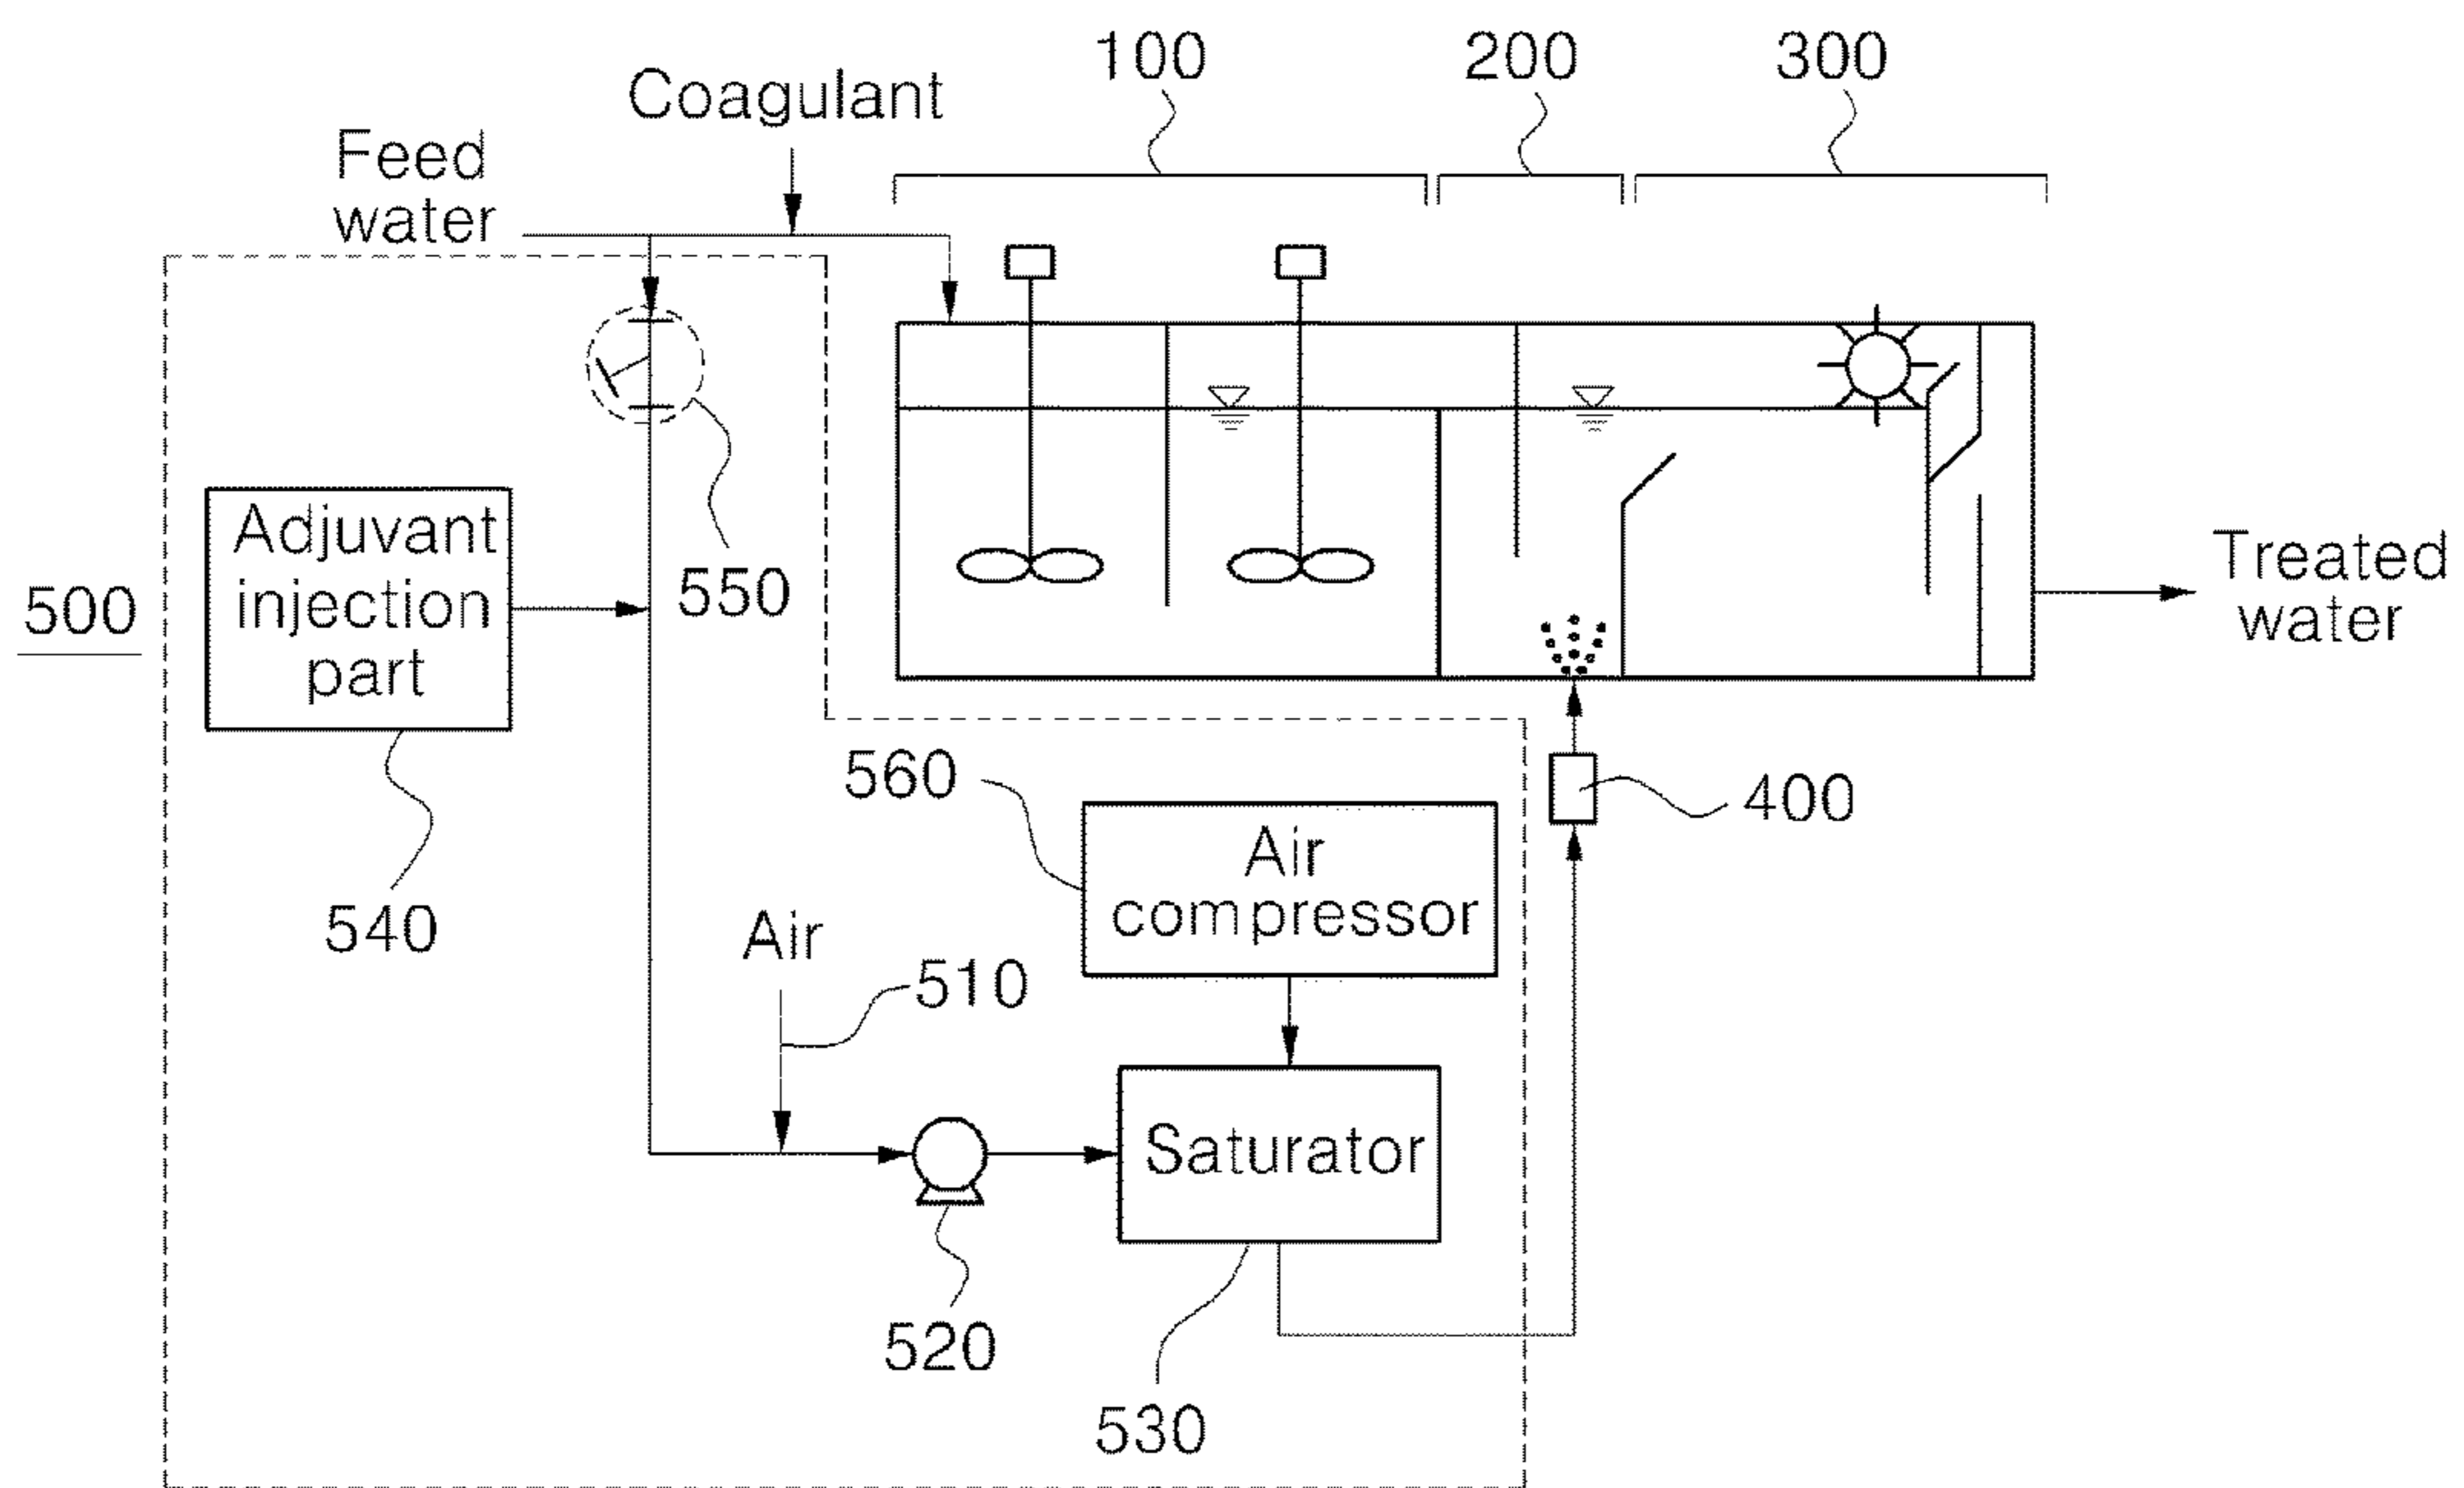 100
200
300
Coagulant
Feed
water
Adjuvant
injection
part
550
500
Treated
water
560
400
Air
compressor
540
Air
510
Saturator
520
530